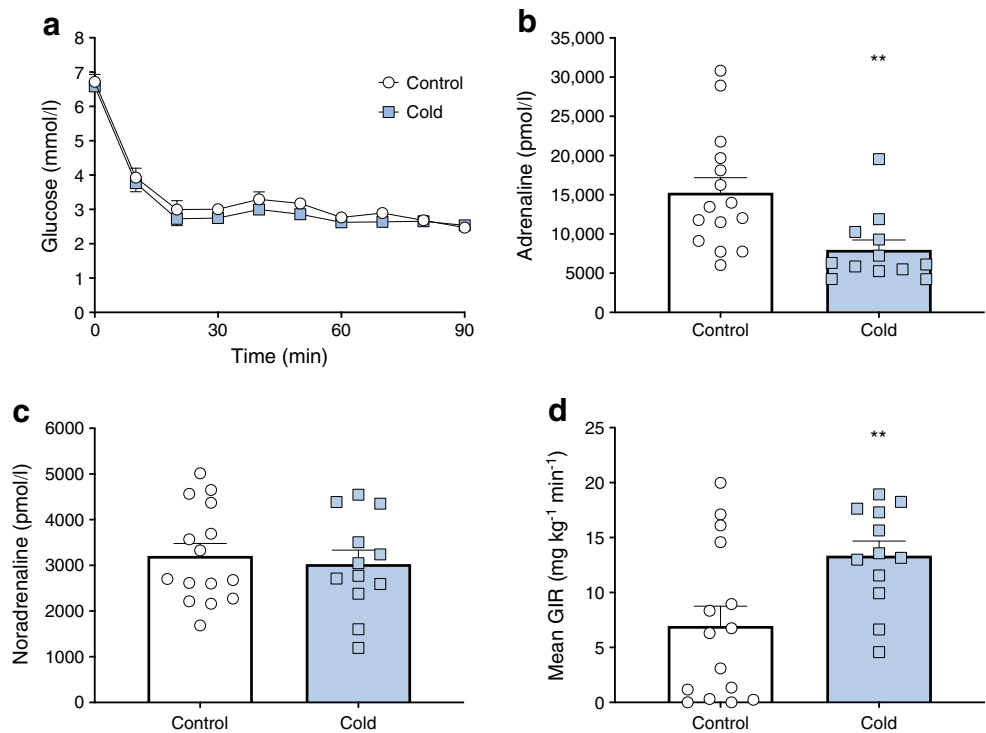 a
8
7
6
5
4
3
2
1
0
Glucose (mmol/l)
0
30
60
90
Time (min)
Control
Cold
b
35,000
30,000
25,000
20,000
15,000
10,000
5000
0
Adrenaline (pmol/l)
**
Control
Cold
c
6000
5000
4000
3000
2000
1000
0
Noradrenaline (pmol/l)
Control
Cold
d
25
20
15
10
5
0
Mean GIR (mg kg⁻¹ min⁻¹)
**
Control
Cold